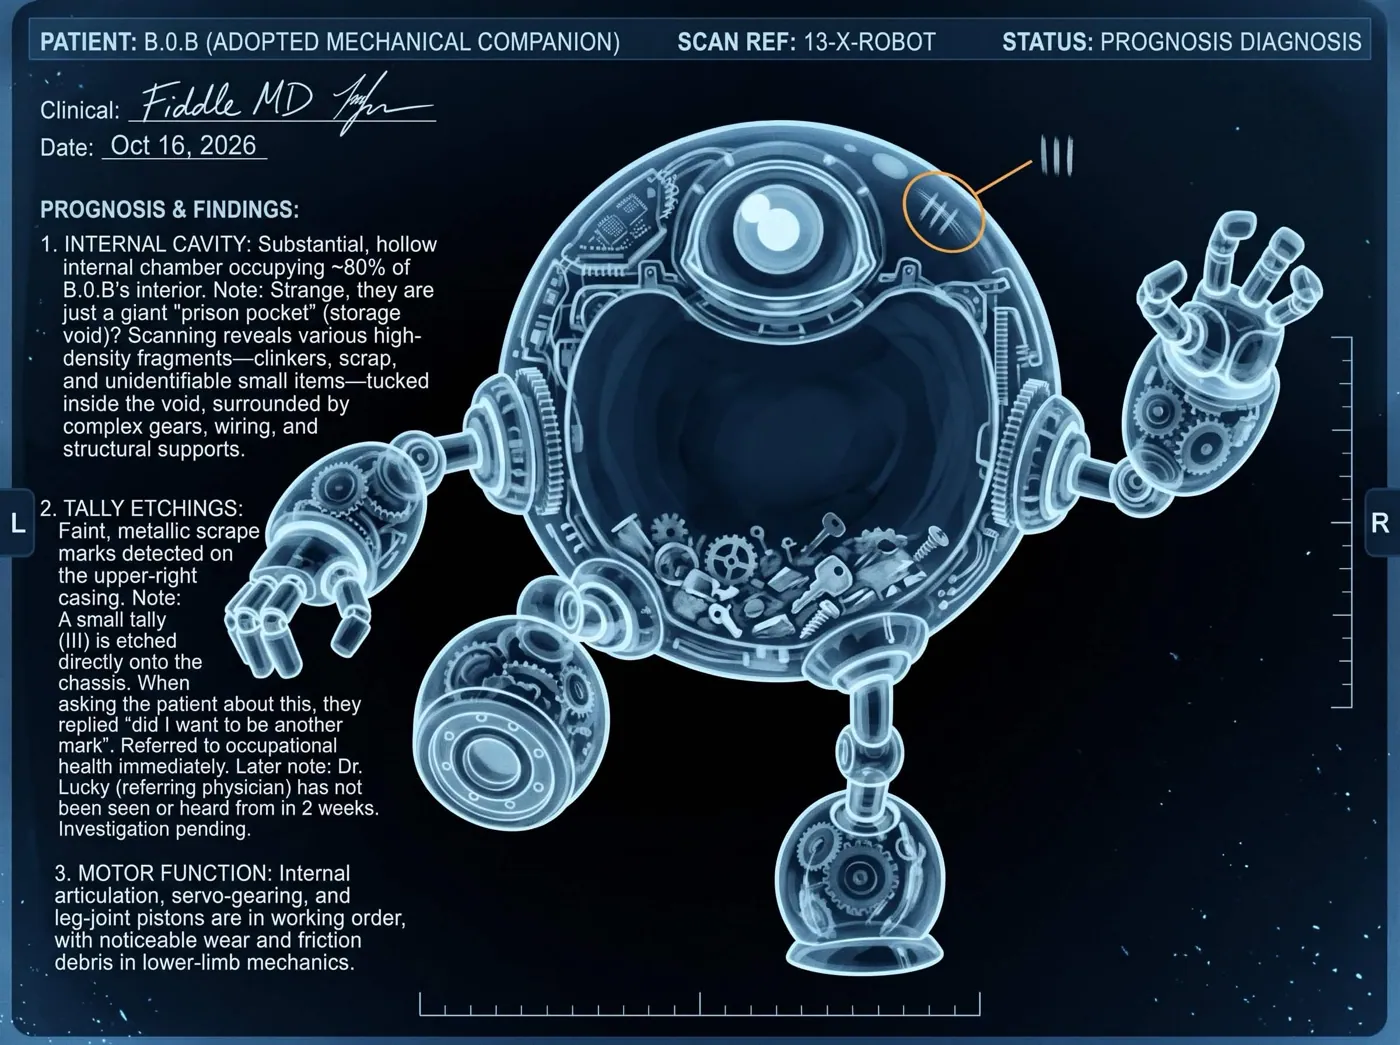 PATIENT: B.0.B (ADOPTED MECHANICAL COMPANION) SCAN REF: 13-X-ROBOT STATUS: PROGNOSIS DIAGNOSIS
Clinical: Fiddle MD
Date: Oct 16, 2026
PROGNOSIS & FINDINGS:
1. INTERNAL CAVITY: Substantial, hollow
internal chamber occupying ~80% of
B.0.B's interior. Note: Strange, they are
just a giant "prison pocket" (storage
void)? Scanning reveals various high-
density fragments—clinkers, scrap,
and unidentifiable small items—tucked
inside the void, surrounded by
complex gears, wiring, and
structural supports.
L
R
2. TALLY ETCHINGS:
Faint, metallic scrape
marks detected on
the upper-right
casing. Note:
A small tally
(III) is etched
directly onto the
chassis. When
asking the patient about this, they
replied “did I want to be another
mark”. Referred to occupational
health immediately. Later note: Dr.
Lucky (referring physician) has not
been seen or heard from in 2 weeks.
Investigation pending.
3. MOTOR FUNCTION: Internal
articulation, servo-gearing, and
leg-joint pistons are in working order,
with noticeable wear and friction
debris in lower-limb mechanics.